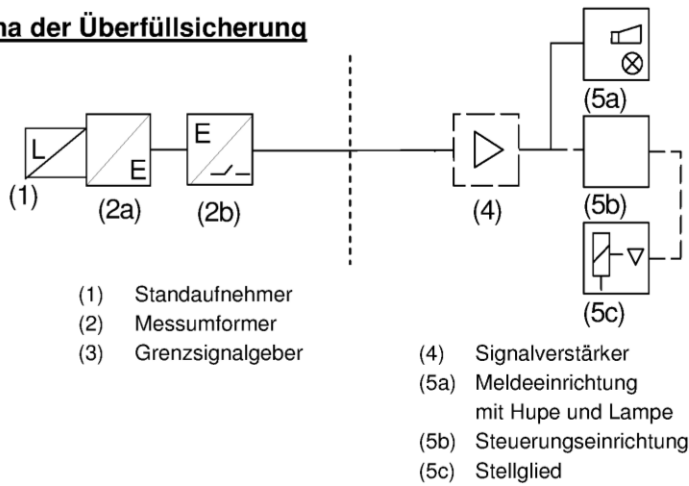 der Überfüllsicherung
(5a)
L
E
E
(1)
(2a)
(2b)
(4)
(5b)
(5c)
(1) Standaufnehmer
(2) Messumformer
(3) Grenzsignalgeber
(4) Signalverstärker
(5a) Meldeeinrichtung
mit Hupe und Lampe
(5b) Steuerungseinrichtung
(5c) Stellglied